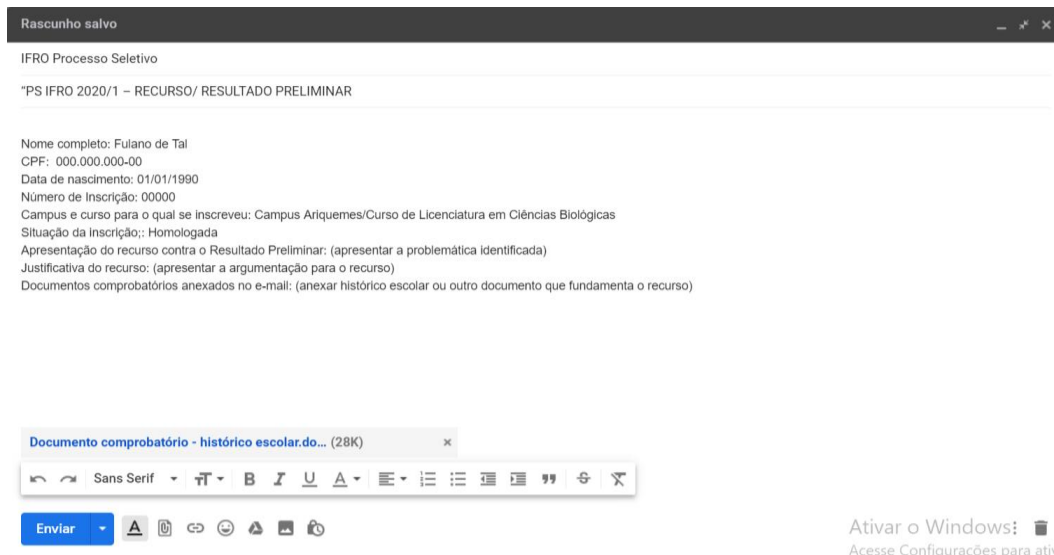 Rascunho salvo
IFRO Processo Seletivo
"PS IFRO 2020/1 – RECURSO/ RESULTADO PRELIMINAR
Nome completo: Fulano de Tal
CPF: 000.000.000-00
Data de nascimento: 01/01/1990
Número de Inscrição: 00000
Campus e curso para o qual se inscreveu: Campus Ariquemes/Curso de Licenciatura em Ciências Biológicas
Situação da inscrição;: Homologada
Apresentação do recurso contra o Resultado Preliminar: (apresentar a problemática identificada)
Justificativa do recurso: (apresentar a argumentação para o recurso)
Documentos comprobatórios anexados no e-mail: (anexar histórico escolar ou outro documento que fundamenta o recurso)
Documento comprobatório - histórico escolar.do... (28K)
Sans Serif
Enviar
Ativar o Windows
Acesse Configurações para ati